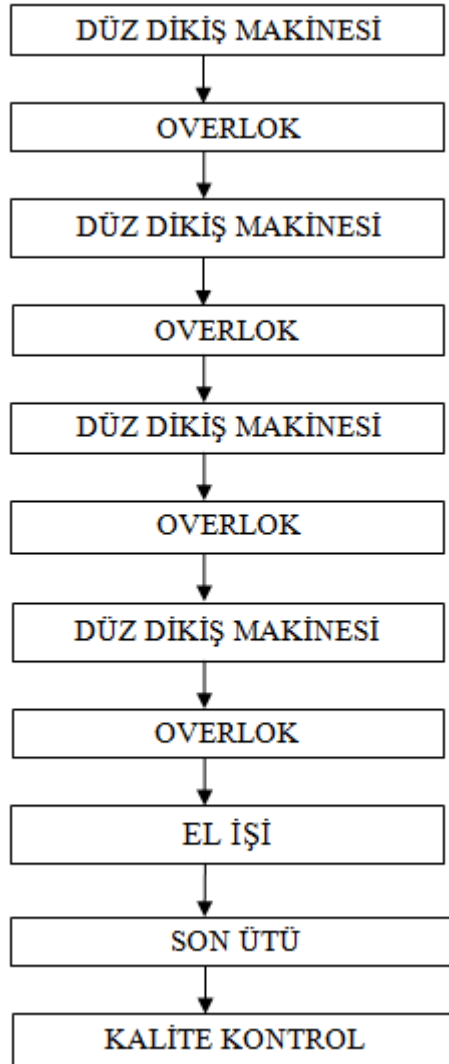 DÜZ DİKİŞ MAKİNESİ
OVERLOK
DÜZ DİKİŞ MAKİNESİ
OVERLOK
DÜZ DİKİŞ MAKİNESİ
OVERLOK
DÜZ DİKİŞ MAKİNESİ
OVERLOK
EL İŞİ
SON ÜTÜ
KALİTE KONTROL